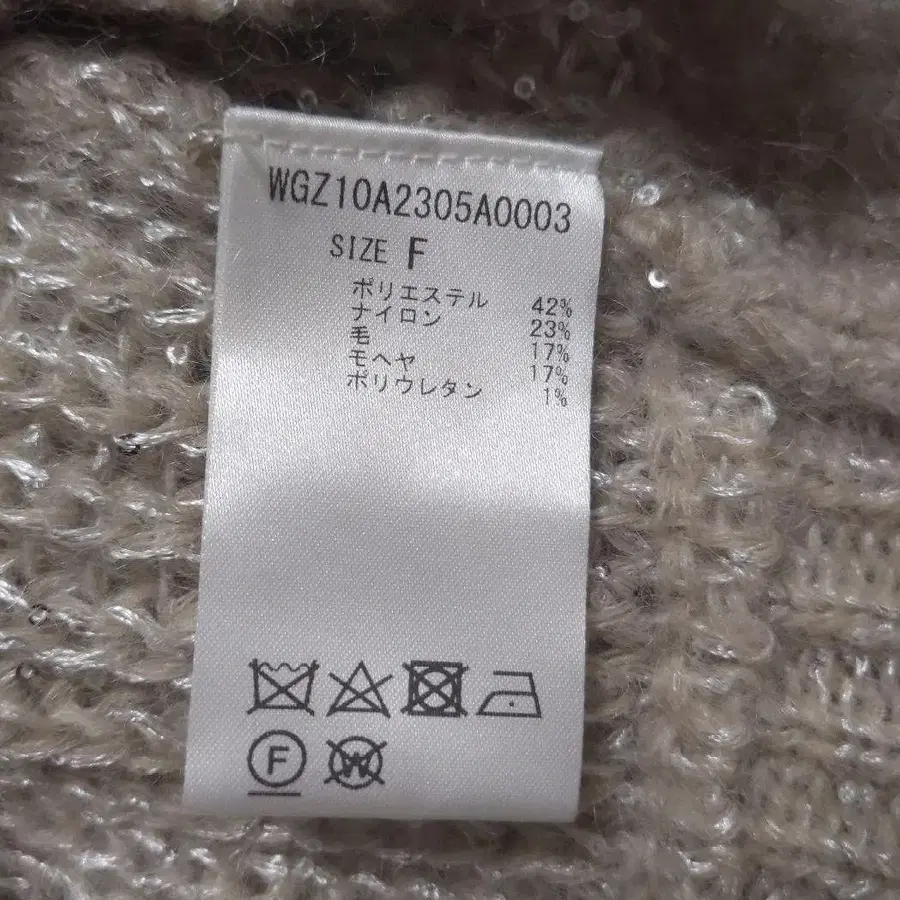 WGZ10A2305A0003
SIZE F
ポリエステル 42%
ナイロン 23%
毛 17%
モヘヤ 17%
ポリウレタン 1%
F W